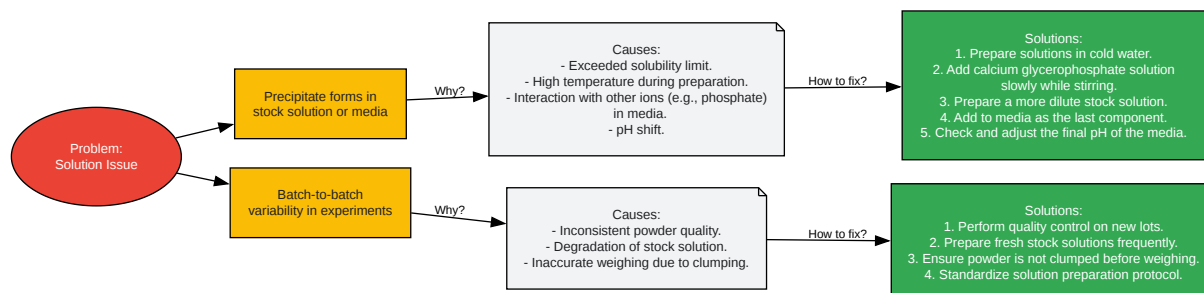 Problem:
Solution Issue
Precipitate forms in
stock solution or media
Why?
Causes:
- Exceeded solubility limit.
- High temperature during preparation.
- Interaction with other ions (e.g., phosphate)
in media.
- pH shift.
How to fix?
Solutions:
1. Prepare solutions in cold water.
2. Add calcium glycerophosphate solution
slowly while stirring.
3. Prepare a more dilute stock solution.
4. Add to media as the last component.
5. Check and adjust the final pH of the media.
Batch-to-batch
variability in experiments
Why?
Causes:
- Inconsistent powder quality.
- Degradation of stock solution.
- Inaccurate weighing due to clumping.
How to fix?
Solutions:
1. Perform quality control on new lots.
2. Prepare fresh stock solutions frequently.
3. Ensure powder is not clumped before weighing.
4. Standardize solution preparation protocol.